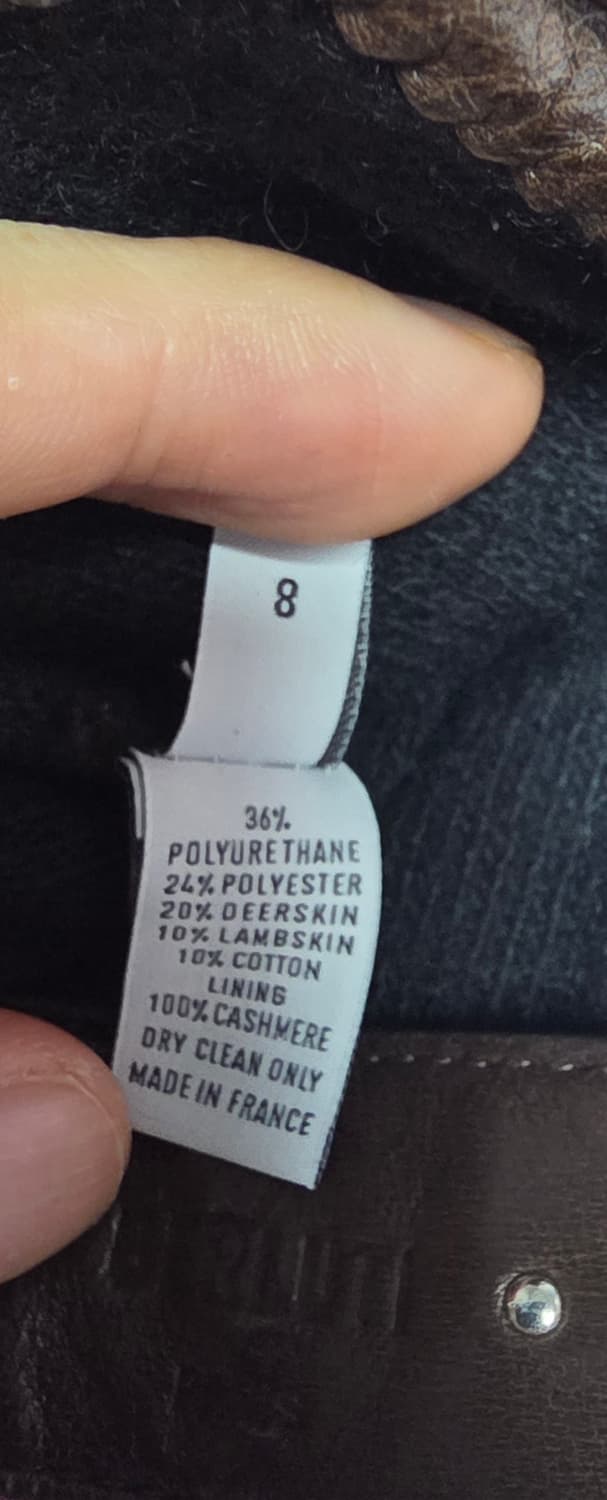 8
36%
POLYURETHANE
24% POLYESTER
20% DEERSKIN
10% LAMBSKIN
10% COTTON
LINING
100% CASHMERE
DRY CLEAN ONLY
MADE IN FRANCE